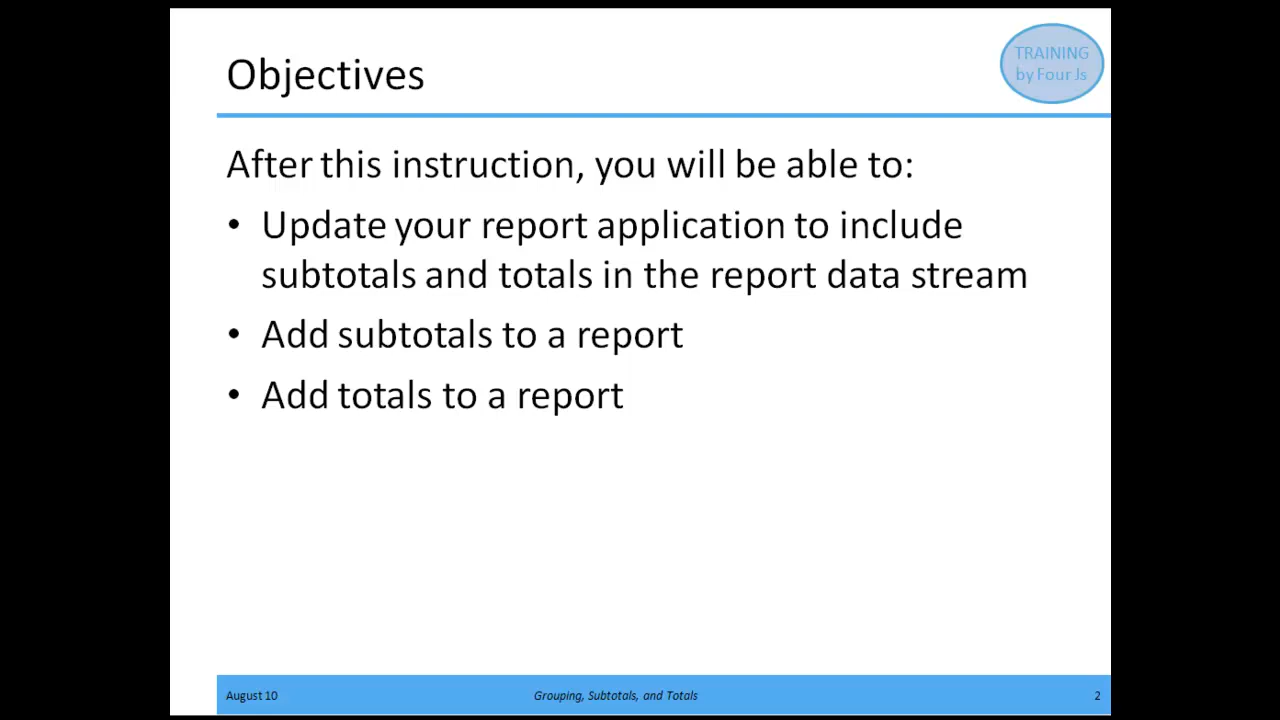 Objectives
TRAINING
by Four Js
After this instruction, you will be able to:
• Update your report application to include
subtotals and totals in the report data stream
• Add subtotals to a report
• Add totals to a report
August 10
Grouping, Subtotals, and Totals
2